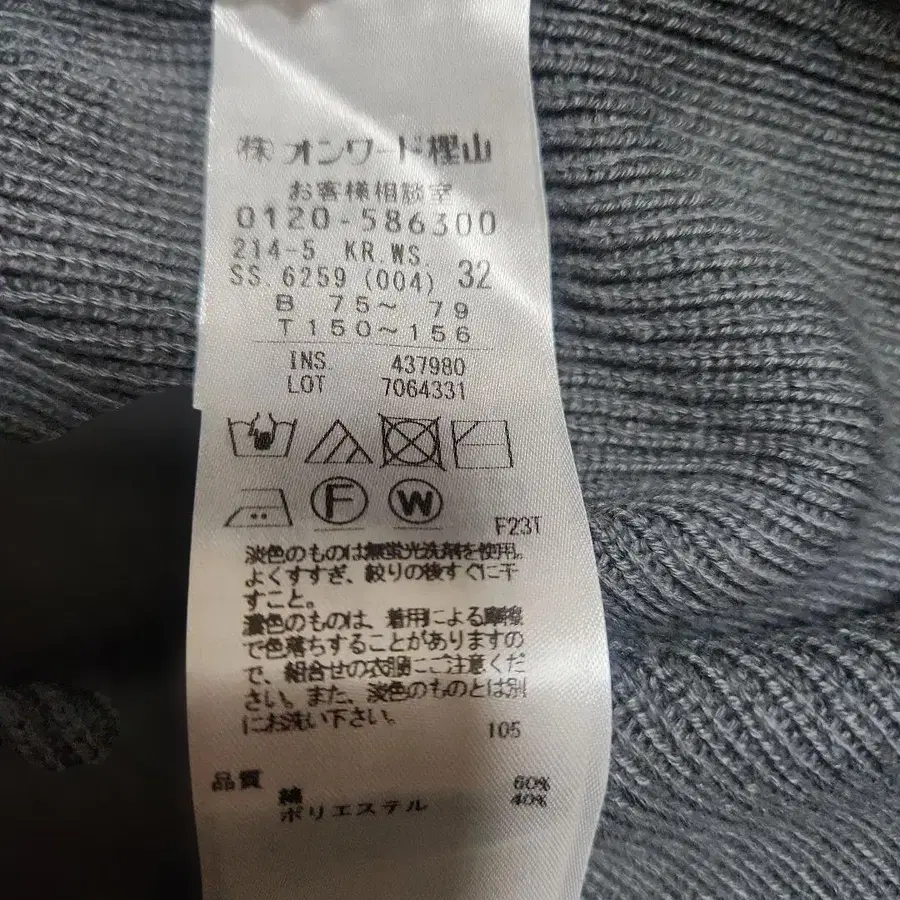 ㈱ オンワード樫山
お客様相談室
0120-586300
214-5 KR.WS.
SS.6259 (004) 32
B 75～ 79
T 150～156
INS. 437980
LOT 7064331
F
W
F23T
淡色のものは無蛍光洗剤を使用。
よくすすぎ、絞りの後すぐに干
すこと。
濃色のものは、着用による摩擦
で色落ちすることがありますの
で、組合せの衣服にご注意くだ
さい。また、淡色のものとは別
にお洗い下さい。
105
品質
綿 60%
ポリエステル 40%